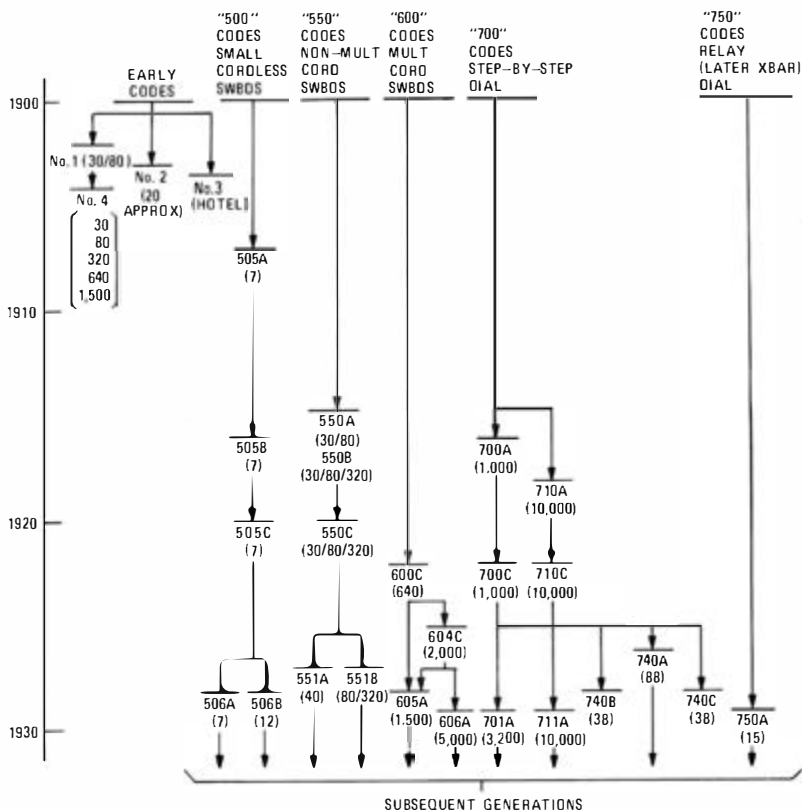 "500"
CODES
SMALL
CORDLESS
SWBDS
"550"
CODES
NON-MULT
CORD
SWBDS
"600"
CODES
MULT
CORD
SWBDS
"700"
CODES
STEP-BY-STEP
DIAL
"750"
CODES
RELAY
(LATER XBAR)
DIAL
EARLY
CODES
1900
No.1 (30/80)
No. 4
30
80
320
640
1,500
No. 2
(20
APPROX)
No.3
(HOTEL)
505A
(7)
1910
550A
(30/80)
550B
(30/80/320)
505B
(7)
700A
(1,000)
710A
(10,000)
1920
505C
(7)
550C
(30/80/320)
600C
(640)
700C
(1,000)
710C
(10,000)
604C
(2,000)
740A
(88)
506A
(7)
506B
(12)
551A
(40)
551B
(80/320)
605A
(1,500)
606A
(5,000)
701A
(3,200)
711A
(10,000)
740B
(38)
740C
(38)
750A
(15)
1930
SUBSEQUENT GENERATIONS